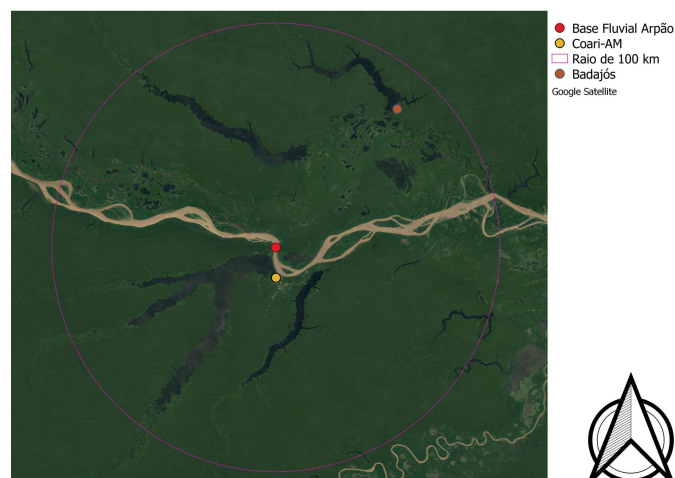 Base Fluvial Arpão
Coari-AM
Raio de 100 km
Badajós
Google Satellite